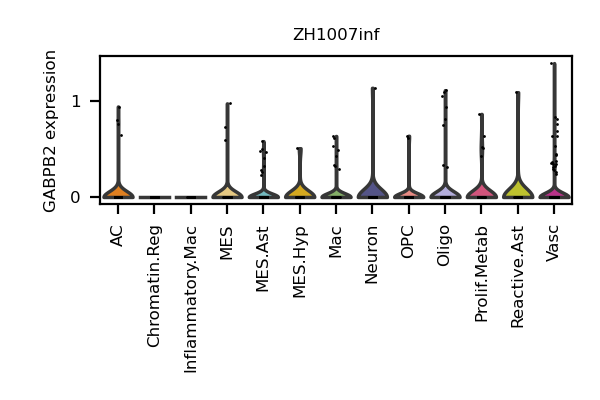 ZH1007inf
GABPB2 expression
1
0
AC
Chromatin.Reg
Inflammatory.Mac
MES
MES.Ast
MES.Hyp
Mac
Neuron
OPC
Oligo
Prolif.Metab
Reactive.Ast
Vasc